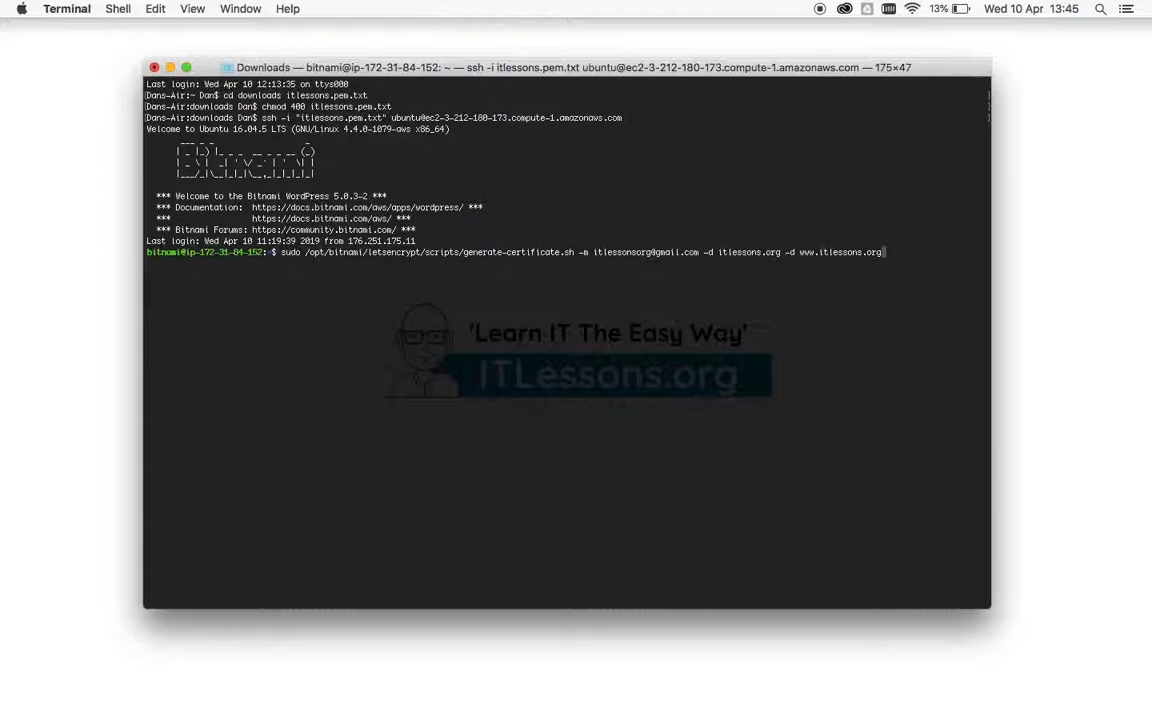 Terminal Shell Edit View Window Help 13% Wed 10 Apr 13:45
Downloads — bitnami@ip-172-31-84-152: ~ — ssh -i itlessons.pem.txt ubuntu@ec2-3-212-180-173.compute-1.amazonaws.com — 175×47
Last login: Wed Apr 10 12:13:35 on ttys000
[Dans-Air:~ Dan$ cd downloads ]
[Dans-Air:downloads Dan$ chmod 400 itlessons.pem.txt ]
[Dans-Air:downloads Dan$ ssh -i "itlessons.pem.txt" ubuntu@ec2-3-212-180-173.compute-1.amazonaws.com ]
Welcome to Ubuntu 16.04.5 LTS (GNU/Linux 4.4.0-1079-aws x86_64)
*** Welcome to the Bitnami WordPress 5.0.3-2 ***
*** Documentation: https://docs.bitnami.com/aws/apps/wordpress/ ***
*** https://docs.bitnami.com/aws/ ***
*** Bitnami Forums: https://community.bitnami.com/ ***
Last login: Wed Apr 10 11:19:39 2019 from 176.251.175.11
bitnami@ip-172-31-84-152:~$ sudo /opt/bitnami/letsencrypt/scripts/generate-certificate.sh -m itlessonsorg@gmail.com -d itlessons.org -d www.itlessons.org
'Learn IT The Easy Way'
ITLessons.org